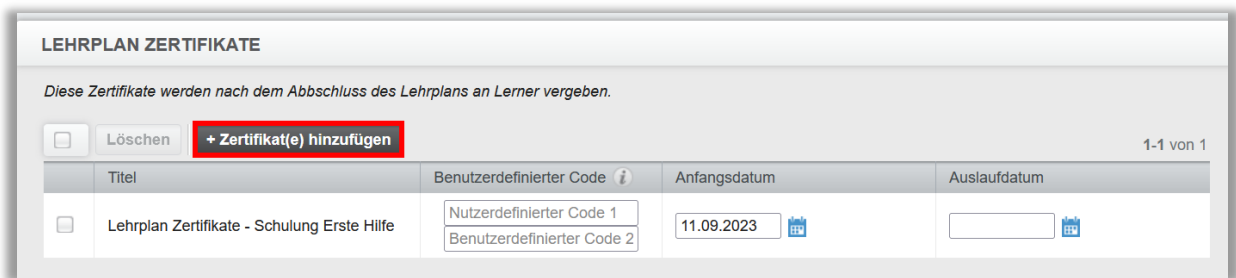 LEHRPLAN ZERTIFIKATE
Diese Zertifikate werden nach dem Abbschluss des Lehrplans an Lerner vergeben.
Löschen + Zertifikat(e) hinzufügen 1-1 von 1
Titel Benutzerdefinierter Code i Anfangsdatum Auslaufdatum
Nutzerdefinierter Code 1
Lehrplan Zertifikate - Schulung Erste Hilfe 11.09.2023
Benutzerdefinierter Code 2